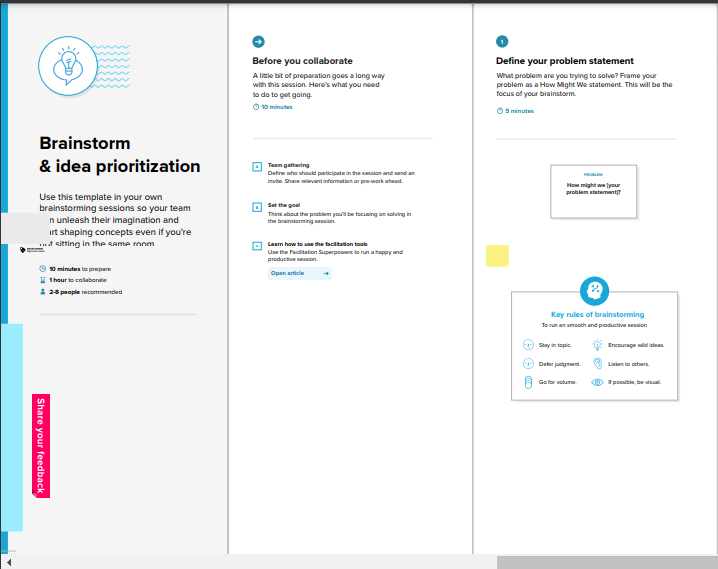 Brainstorm
& idea prioritization
Use this template in your own
brainstorming sessions so your team
unleash their imagination and
shaping concepts even if you're
sitting in the same room
10 minutes to prepare
1 hour to collaborate
2-8 people recommended
Share your feedback
Before you collaborate
A little bit of preparation goes a long way
with this session. Here's what you need
to do to get going.
10 minutes
A
Team gathering
Define who should participate in the session and send an
invite. Share relevant information or pre-work ahead.
B
Set the goal
Think about the problem you'll be focusing on solving in
the brainstorming session.
C
Learn how to use the facilitation tools
Use the Facilitation Superpowers to run a happy and
productive session.
Open article
1
Define your problem statement
What problem are you trying to solve? Frame your
problem as a How Might We statement. This will be the
focus of your brainstorm.
5 minutes
PROBLEM
How might we [your
problem statement]?
Key rules of brainstorming
To run an smooth and productive session
Stay in topic.
Encourage wild ideas.
Defer judgment.
Listen to others.
Go for volume.
If possible, be visual.